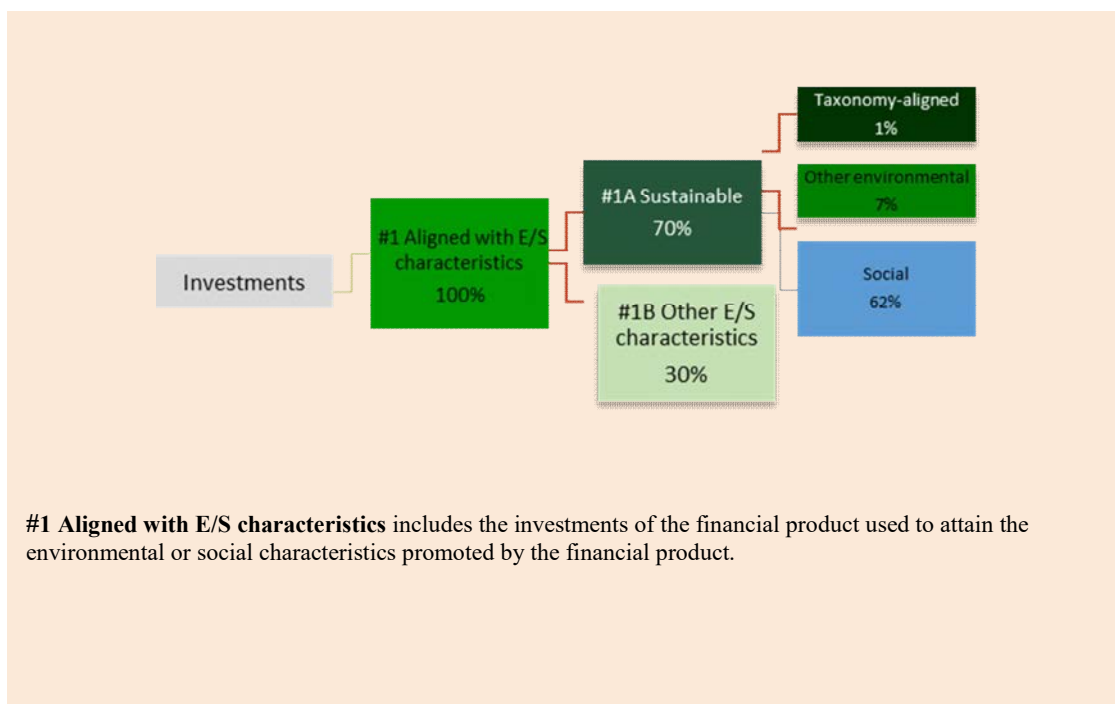 Investments
#1 Aligned with E/S
characteristics
100%
#1A Sustainable
70%
#1B Other E/S
characteristics
30%
Taxonomy-aligned
1%
Other environmental
7%
Social
62%
#1 Aligned with E/S characteristics includes the investments of the financial product used to attain the
environmental or social characteristics promoted by the financial product.